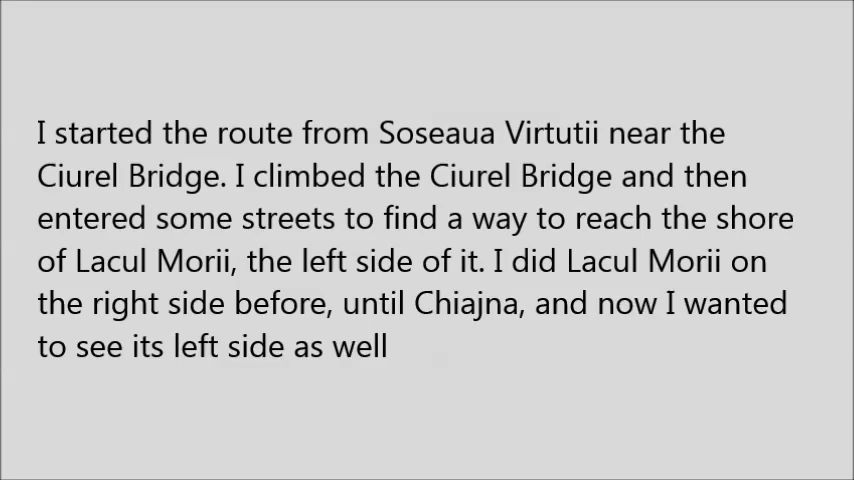 I started the route from Soseaua Virtutii near the
Ciurel Bridge. I climbed the Ciurel Bridge and then
entered some streets to find a way to reach the shore
of Lacul Morii, the left side of it. I did Lacul Morii on
the right side before, until Chiajna, and now I wanted
to see its left side as well